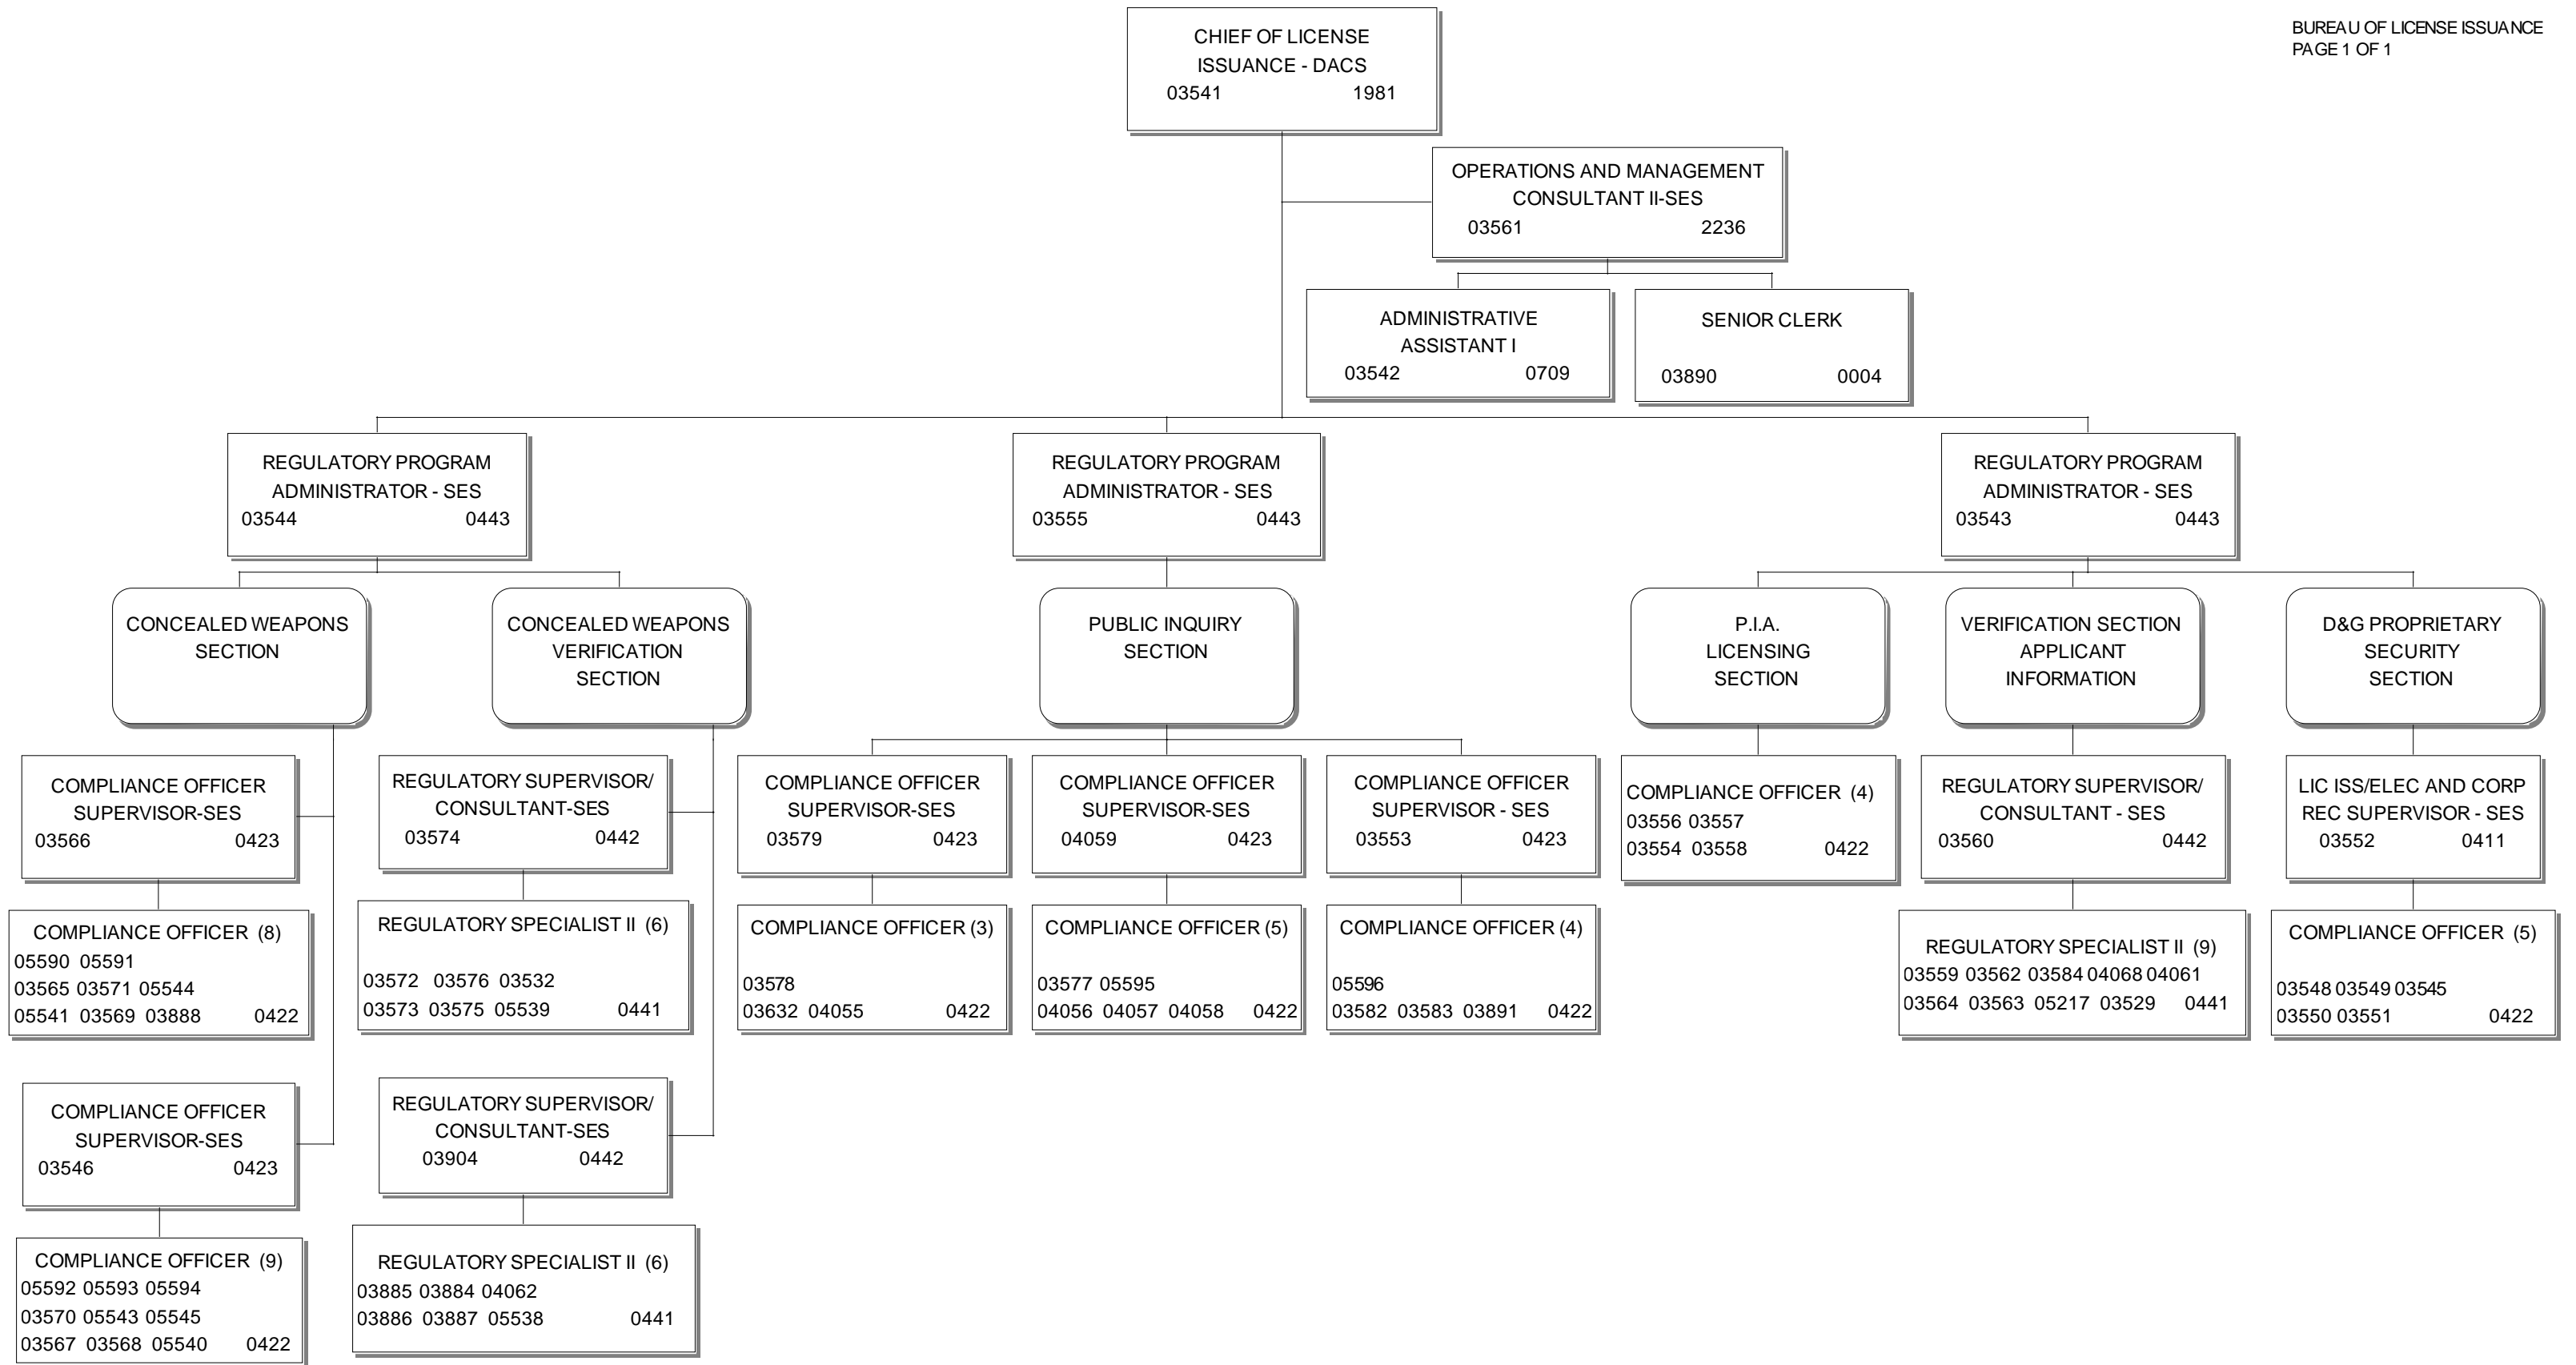 BUREAU OF LICENSE ISSUANCE
PAGE 1 OF 1
CHIEF OF LICENSE
ISSUANCE - DACS
03541 1981
OPERATIONS AND MANAGEMENT
CONSULTANT II-SES
03561 2236
ADMINISTRATIVE
ASSISTANT I
03542 0709
SENIOR CLERK
03890 0004
REGULATORY PROGRAM
ADMINISTRATOR - SES
03544 0443
REGULATORY PROGRAM
ADMINISTRATOR - SES
03555 0443
REGULATORY PROGRAM
ADMINISTRATOR - SES
03543 0443
CONCEALED WEAPONS
SECTION
CONCEALED WEAPONS
VERIFICATION
SECTION
PUBLIC INQUIRY
SECTION
P.I.A.
LICENSING
SECTION
VERIFICATION SECTION
APPLICANT
INFORMATION
D&G PROPRIETARY
SECURITY
SECTION
COMPLIANCE OFFICER
SUPERVISOR-SES
03566 0423
REGULATORY SUPERVISOR/
CONSULTANT-SES
03574 0442
COMPLIANCE OFFICER
SUPERVISOR-SES
03579 0423
COMPLIANCE OFFICER
SUPERVISOR-SES
04059 0423
COMPLIANCE OFFICER
SUPERVISOR - SES
03553 0423
COMPLIANCE OFFICER (4)
03556 03557
03554 03558 0422
REGULATORY SUPERVISOR/
CONSULTANT - SES
03560 0442
LIC ISS/ELEC AND CORP
REC SUPERVISOR - SES
03552 0411
COMPLIANCE OFFICER (8)
05590 05591
03565 03571 05544
05541 03569 03888 0422
REGULATORY SPECIALIST II (6)
03572 03576 03532
03573 03575 05539 0441
COMPLIANCE OFFICER (3)
03578
03632 04055 0422
COMPLIANCE OFFICER (5)
03577 05595
04056 04057 04058 0422
COMPLIANCE OFFICER (4)
05596
03582 03583 03891 0422
REGULATORY SPECIALIST II (9)
03559 03562 03584 04068 04061
03564 03563 05217 03529 0441
COMPLIANCE OFFICER (5)
03548 03549 03545
03550 03551 0422
COMPLIANCE OFFICER
SUPERVISOR-SES
03546 0423
REGULATORY SUPERVISOR/
CONSULTANT-SES
03904 0442
COMPLIANCE OFFICER (9)
05592 05593 05594
03570 05543 05545
03567 03568 05540 0422
REGULATORY SPECIALIST II (6)
03885 03884 04062
03886 03887 05538 0441